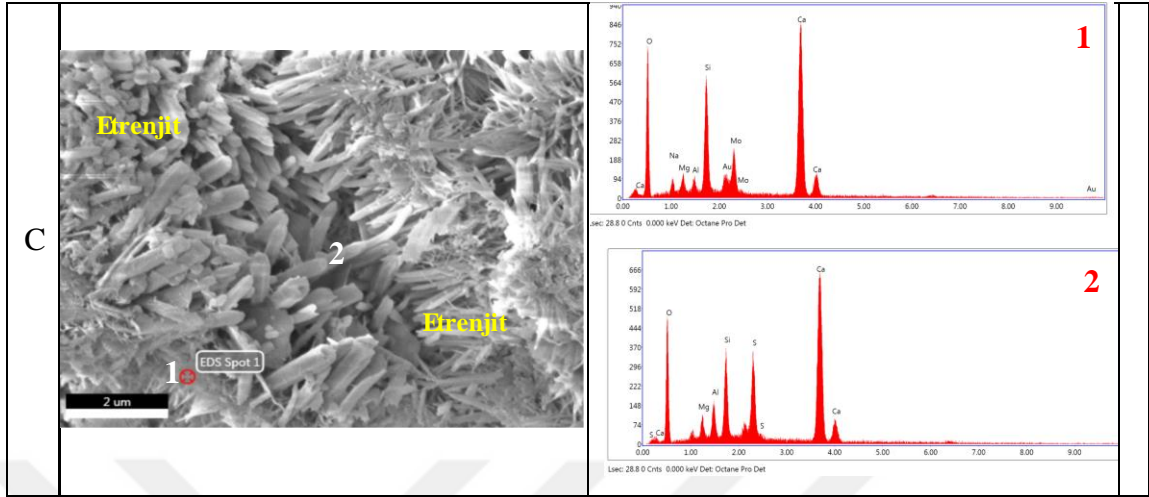 C
Etrenjit
2
Etrenjit
1
EDS Spot 1
2 um
1
846
752
658
564
470
376
282
188
94
0
Ca
O
Si
Mo
Na
Mg
Al
Au
Mo
Ca
Ca
Au
0.00 1.00 2.00 3.00 4.00 5.00 6.00 7.00 8.00 9.00
Lsec: 28.8 0 Cnts 0.000 keV Det: Octane Pro Det
2
666
592
518
444
370
296
222
148
74
0
Ca
O
Si
S
Al
Mg
Ca
S
Ca
S
0.00 1.00 2.00 3.00 4.00 5.00 6.00 7.00 8.00 9.00
Lsec: 28.8 0 Cnts 0.000 keV Det: Octane Pro Det